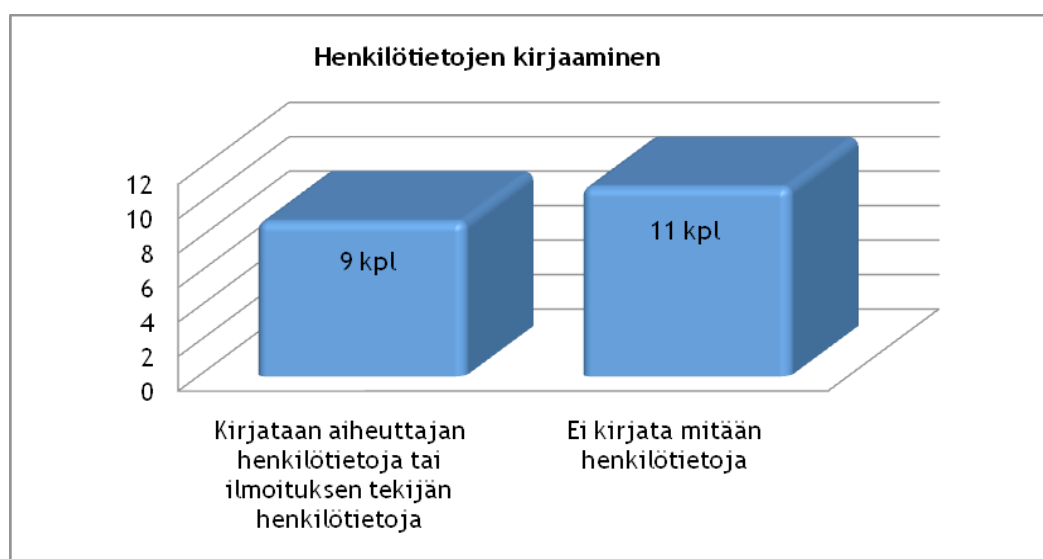 Henkilötietojen kirjaaminen
12
10
8
6
4
2
0
9 kpl
11 kpl
Kirjataan aiheuttajan
henkilötietoja tai
ilmoituksen tekijän
henkilötietoja
Ei kirjata mitään
henkilötietoja